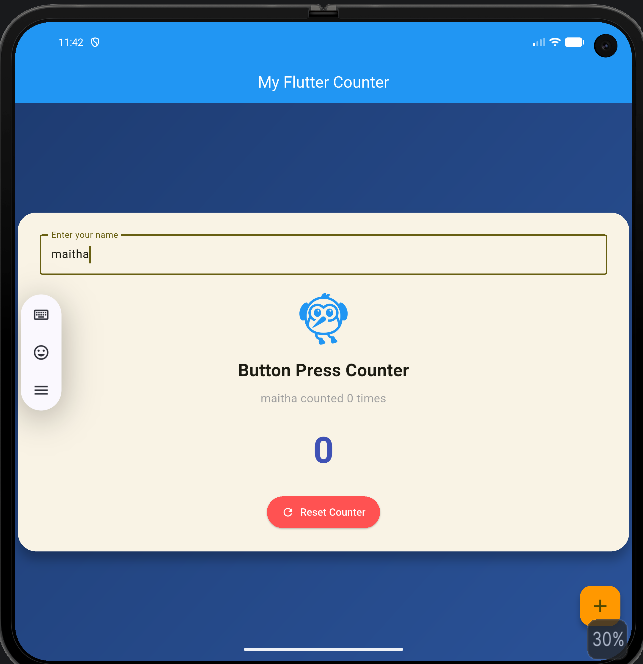 11:42
My Flutter Counter
Enter your name
maitha
Button Press Counter
maitha counted 0 times
0
Reset Counter
+
30%